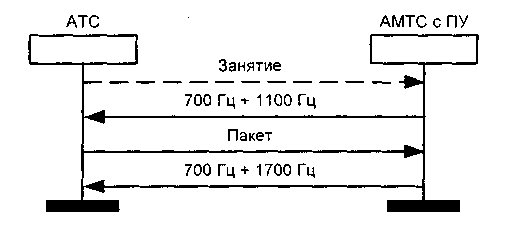 АТС
АМТС с ПУ
Занятие
700 Гц + 1100 Гц
Пакет
700 Гц + 1700 Гц